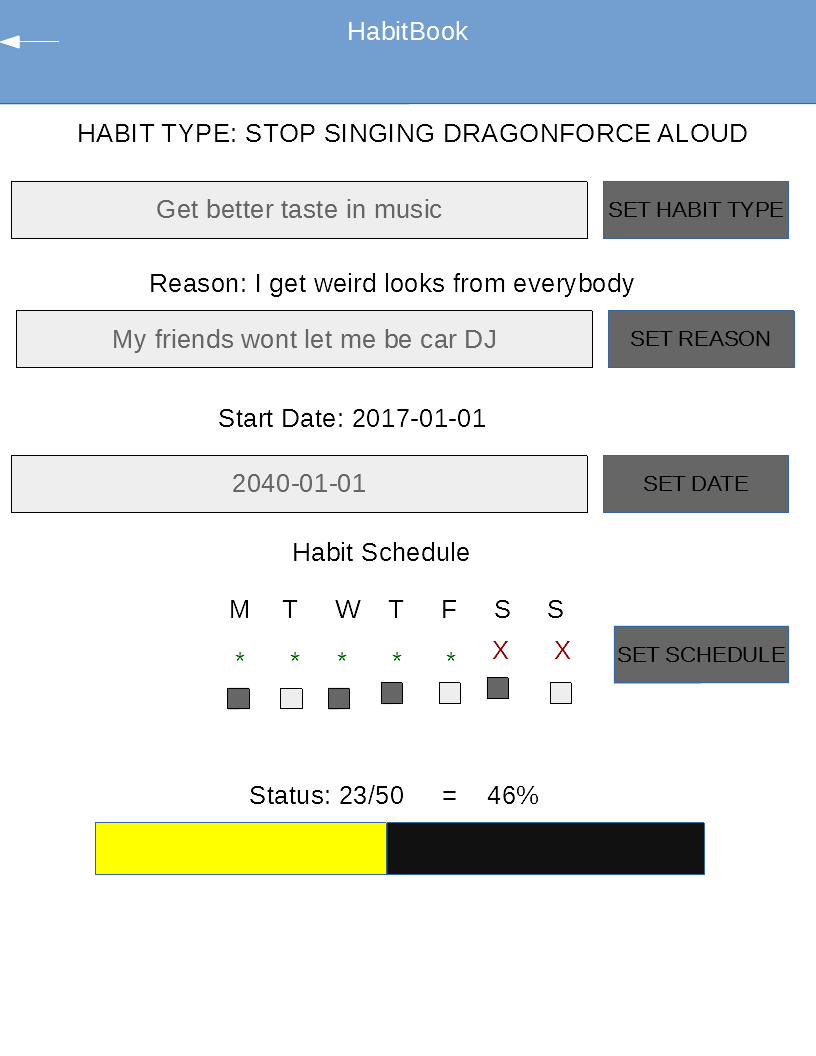 HabitBook
HABIT TYPE: STOP SINGING DRAGONFORCE ALOUD
Get better taste in music SET HABIT TYPE
Reason: I get weird looks from everybody
My friends wont let me be car DJ SET REASON
Start Date: 2017-01-01
2040-01-01 SET DATE
Habit Schedule
M T W T F S S
* * * * * X X SET SCHEDULE
Status: 23/50 = 46%